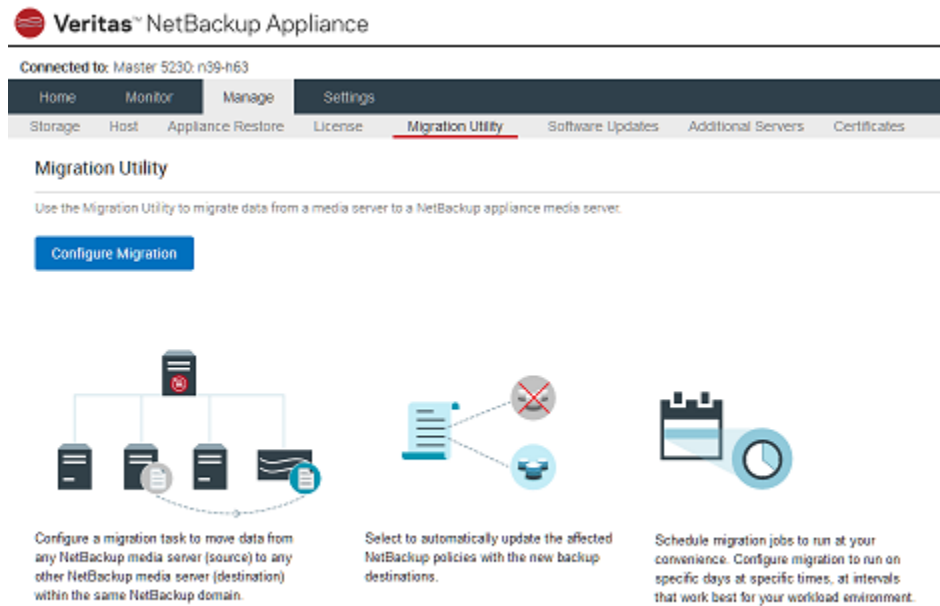 Veritas™ NetBackup Appliance
Connected to: Master 5230: n39-h63
Home Monitor Manage Settings
Storage Host Appliance Restore License Migration Utility Software Updates Additional Servers Certificates
Migration Utility
Use the Migration Utility to migrate data from a media server to a NetBackup appliance media server.
Configure Migration
Configure a migration task to move data from
any NetBackup media server (source) to any
other NetBackup media server (destination)
within the same NetBackup domain.
Select to automatically update the affected
NetBackup policies with the new backup
destinations.
Schedule migration jobs to run at your
convenience. Configure migration to run on
specific days at specific times, at intervals
that work best for your workload environment.